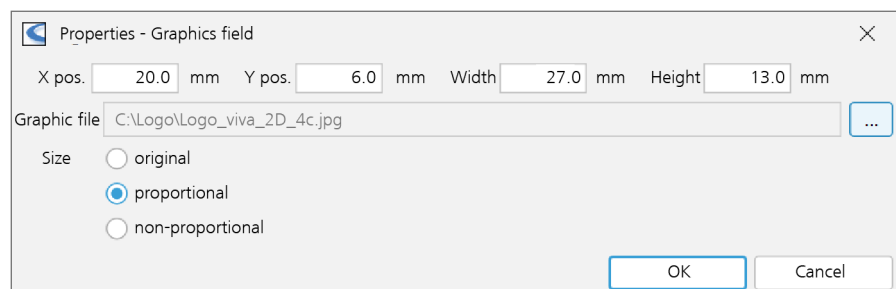 Properties - Graphics field
X pos. 20.0 mm Y pos. 6.0 mm Width 27.0 mm Height 13.0 mm
Graphic file C:\Logo\Logo_viva_2D_4c.jpg ...
Size original
proportional
non-proportional
OK Cancel